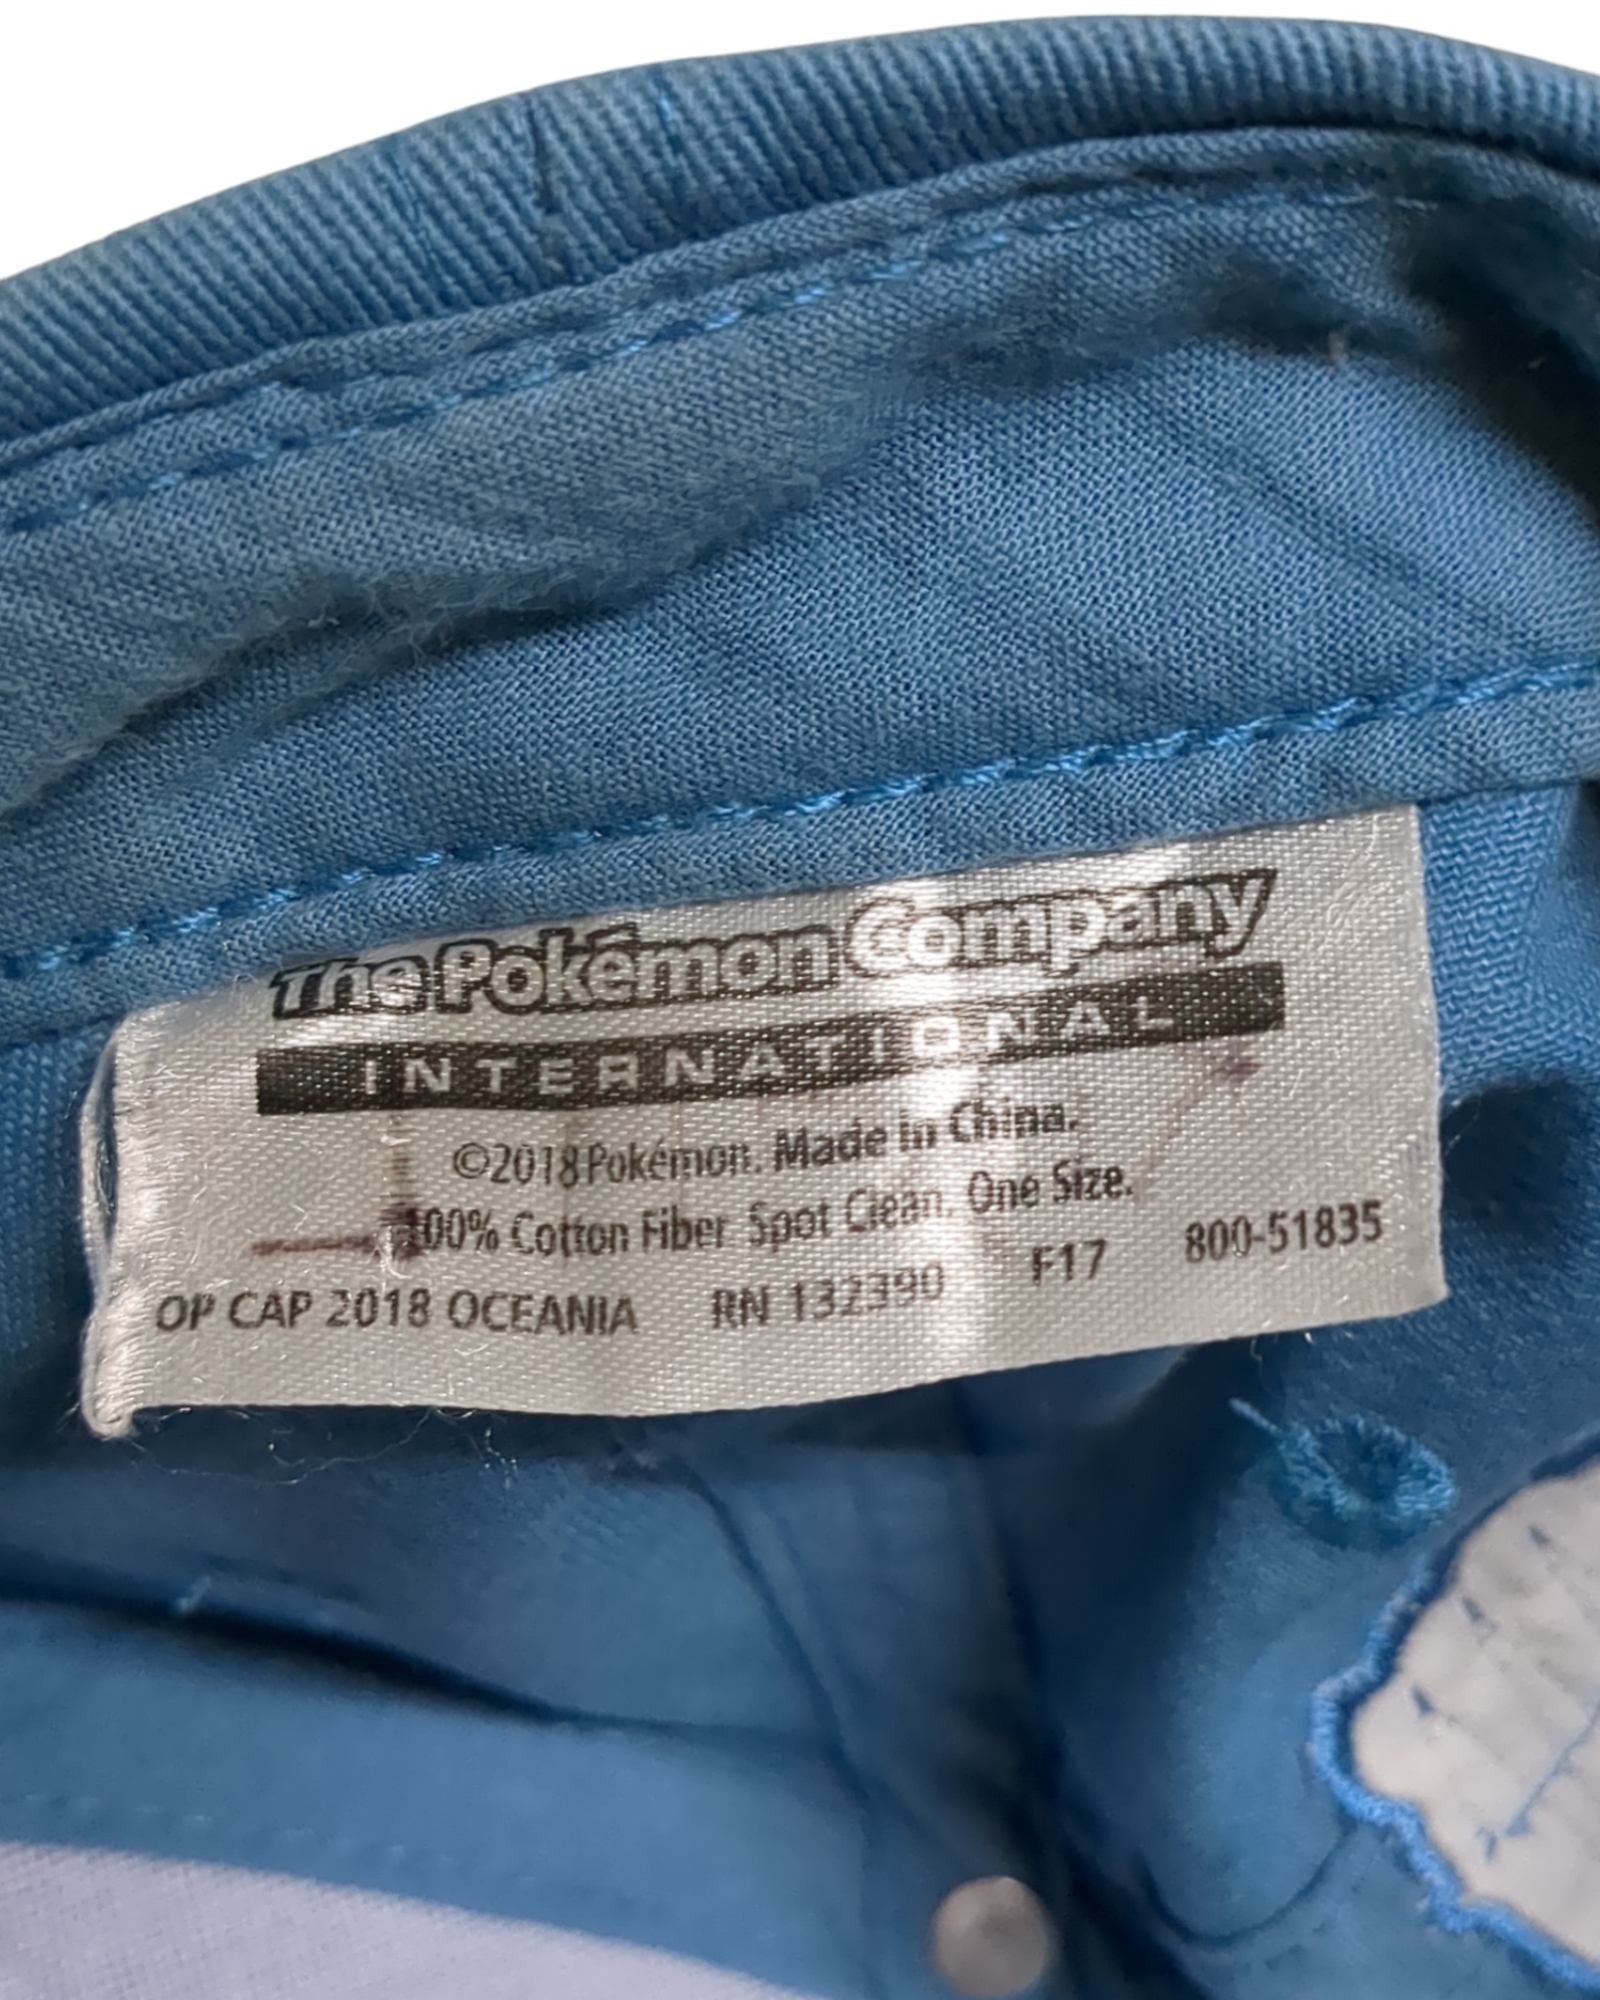 The Pokémon Company
INTERNATIONAL
©2018 Pokémon. Made in China.
100% Cotton Fiber Spot Clean. One Size.
OP CAP 2018 OCEANIA RN 132390 F17 800-51835